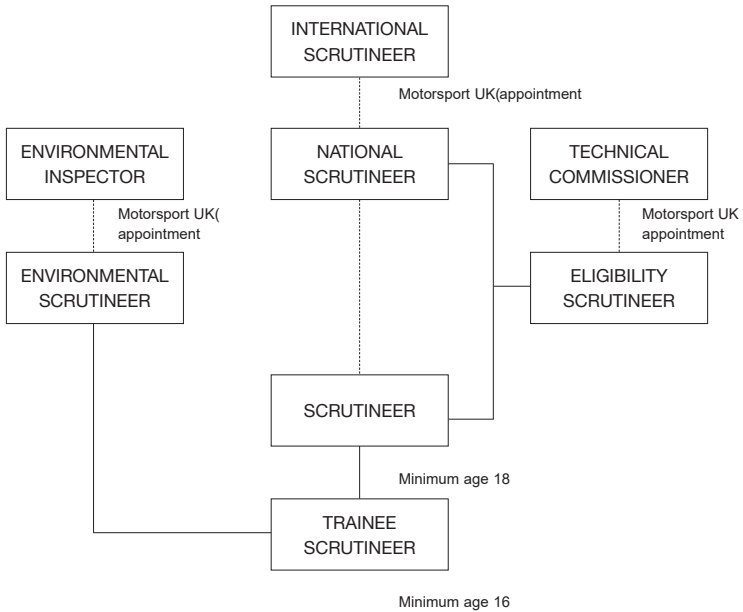 INTERNATIONAL
SCRUTINEER
Motorsport UK(appointment
ENVIRONMENTAL
INSPECTOR
NATIONAL
SCRUTINEER
TECHNICAL
COMMISSIONER
Motorsport UK(
appointment
Motorsport UK
appointment
ENVIRONMENTAL
SCRUTINEER
ELIGIBILITY
SCRUTINEER
SCRUTINEER
Minimum age 18
TRAINEE
SCRUTINEER
Minimum age 16